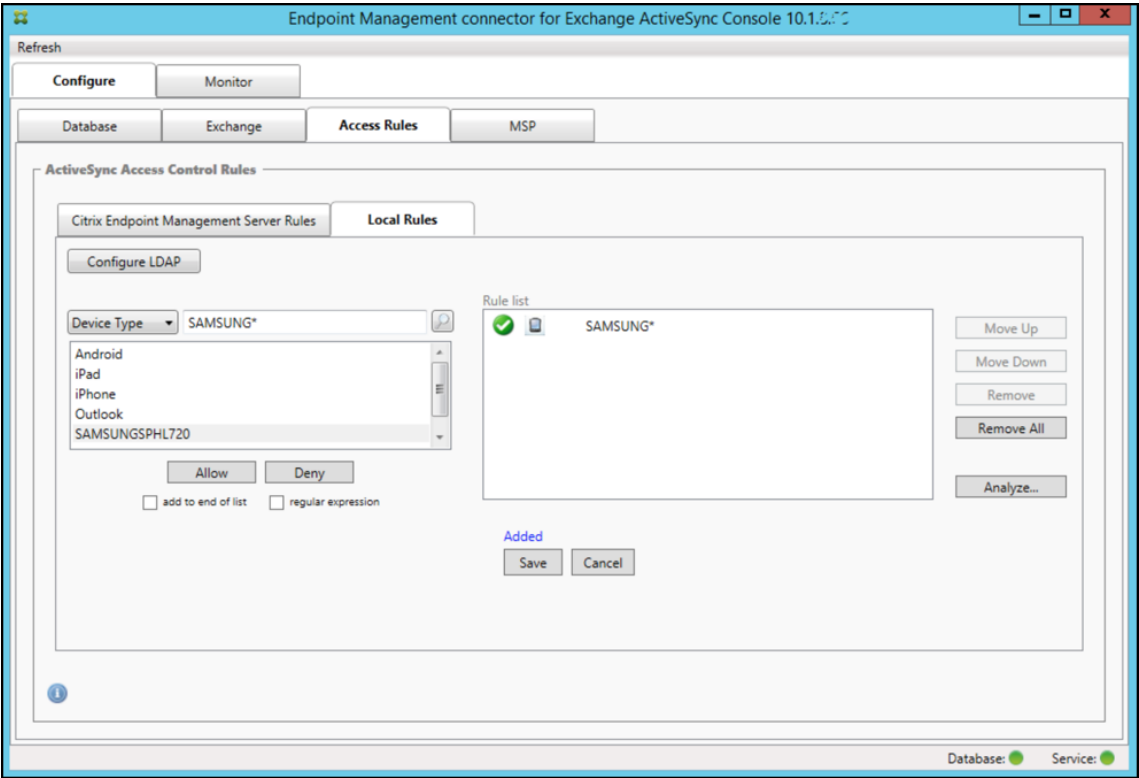 Endpoint Management connector for Exchange ActiveSync Console 10.1.
Refresh
Configure Monitor
Database Exchange Access Rules MSP
ActiveSync Access Control Rules
Citrix Endpoint Management Server Rules Local Rules
Configure LDAP
Rule list
Device Type SAMSUNG*
SAMSUNG*
Move Up
Android
iPad
Move Down
iPhone
Remove
Outlook
SAMSUNGSPHL720
Remove All
Allow Deny
Analyze...
add to end of list regular expression
Added
Save Cancel
Database: Service: